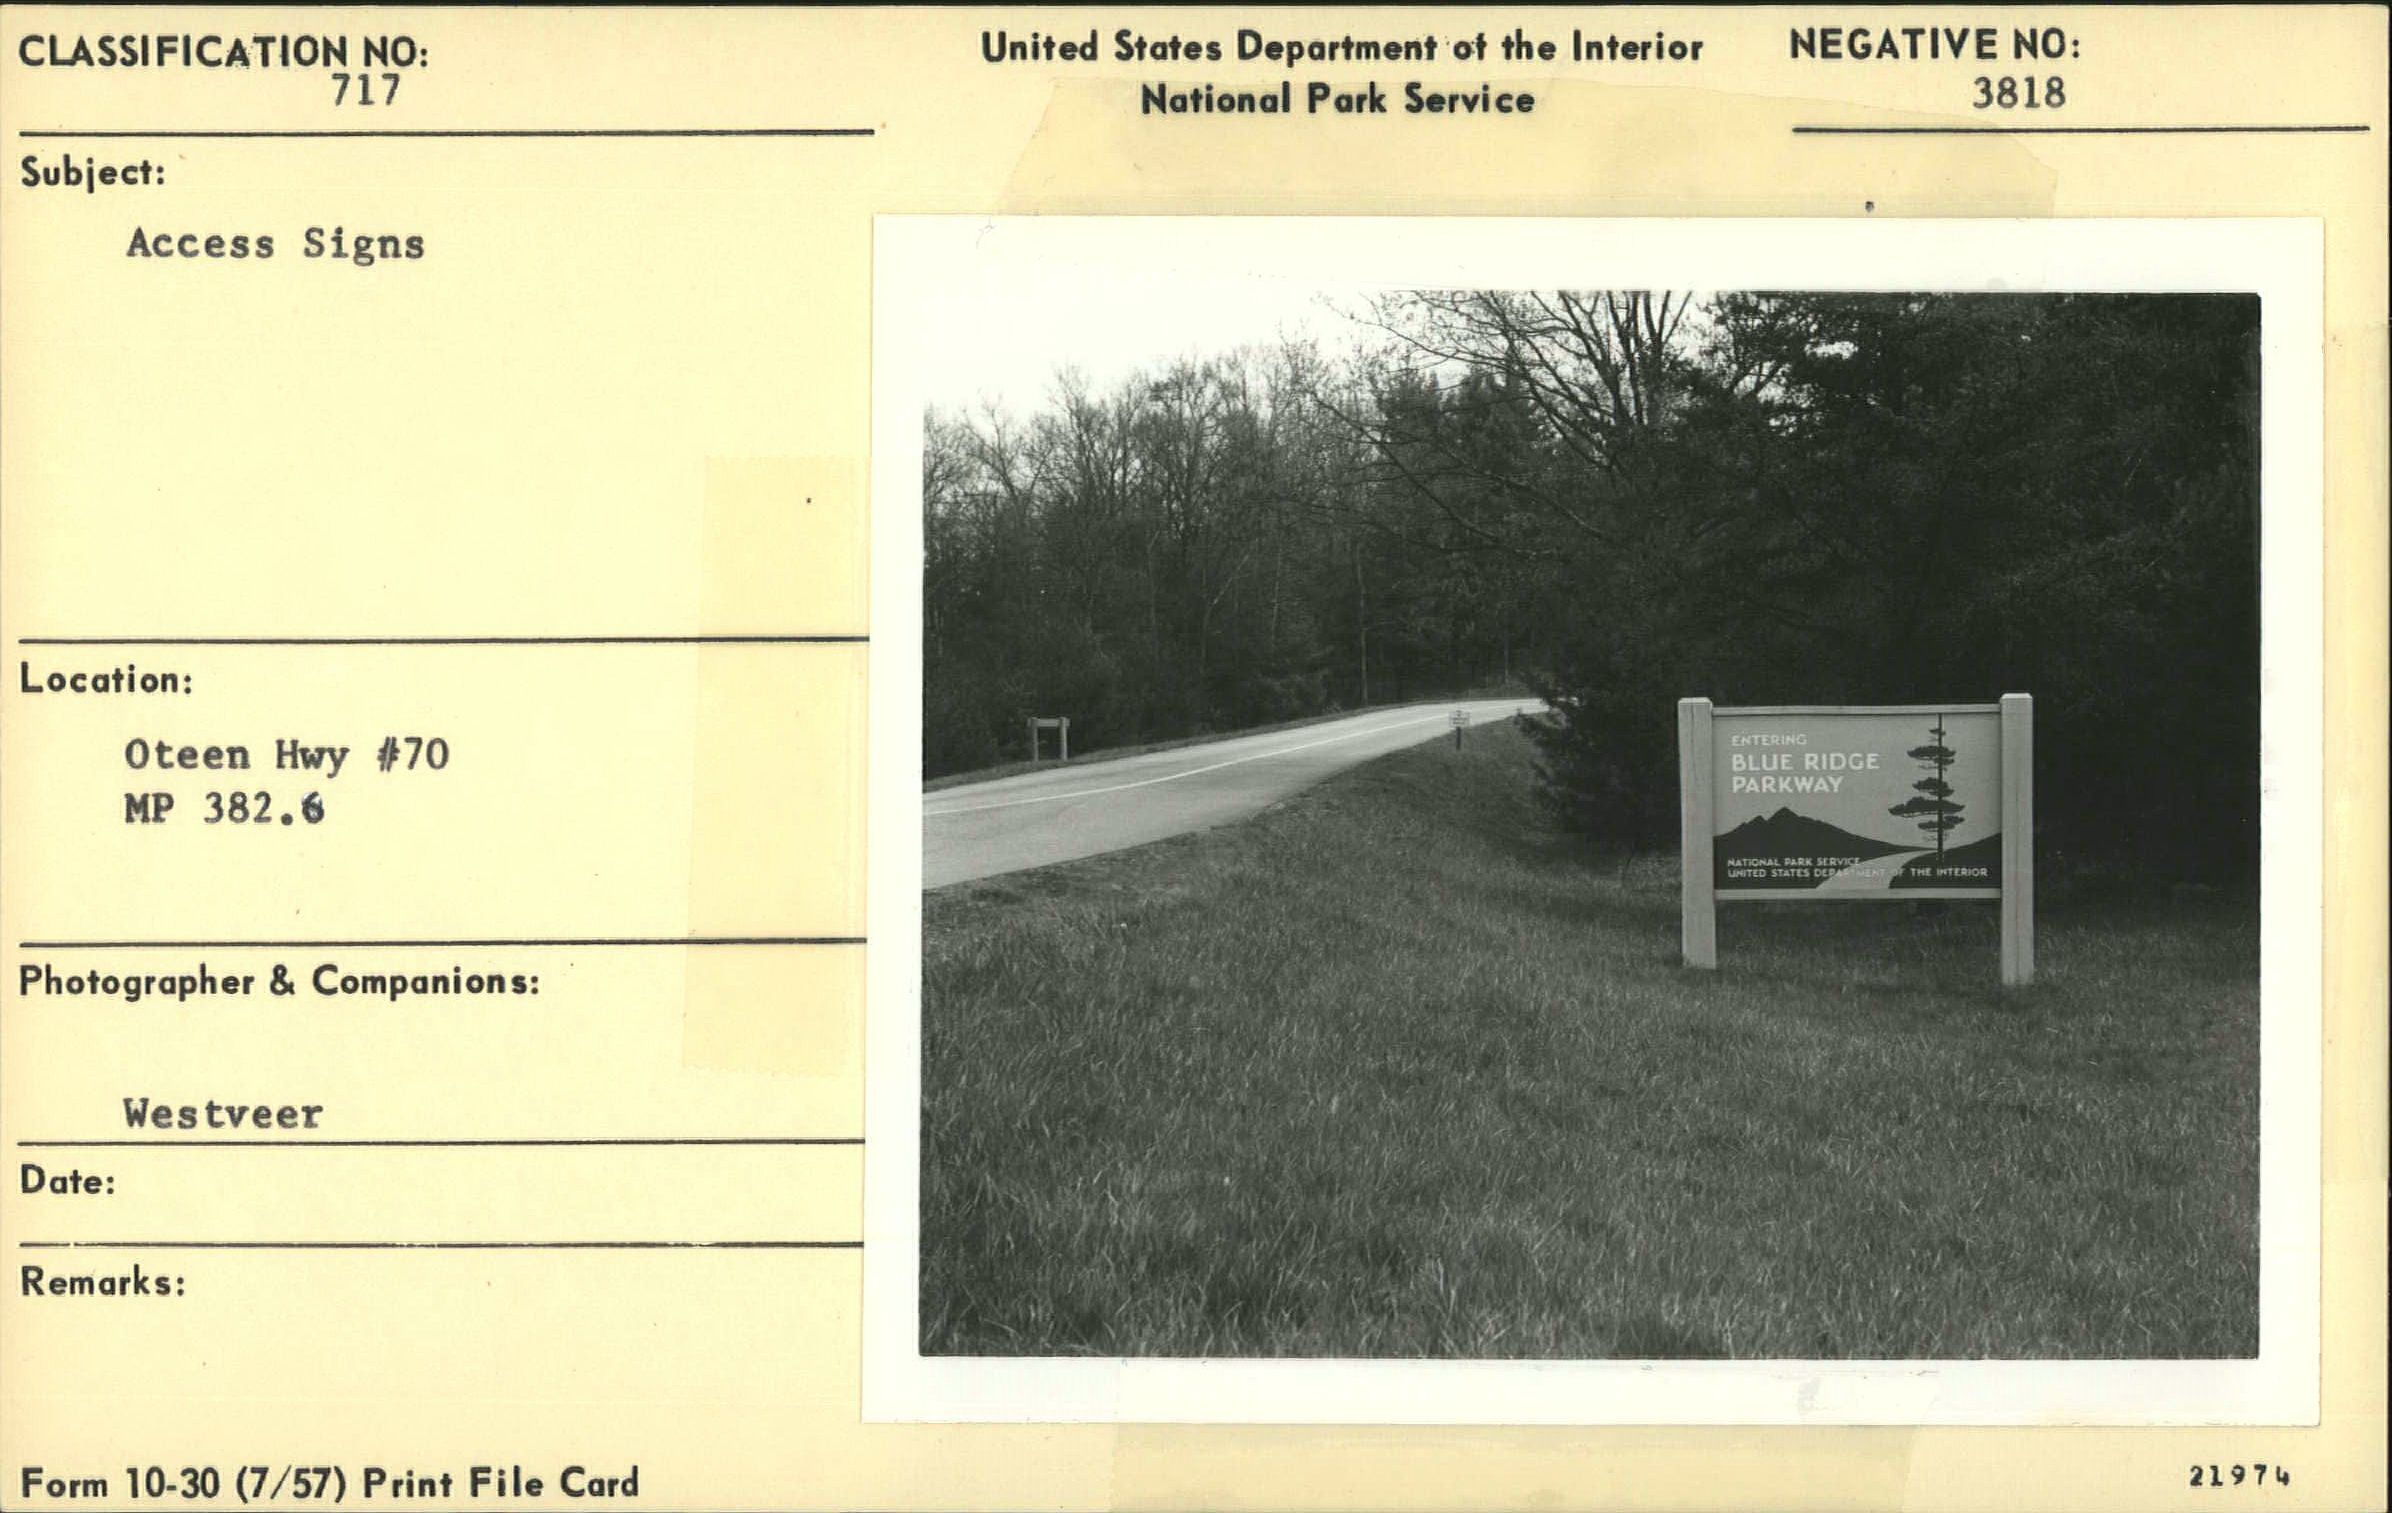 CLASSIFICATION NO:
717
United States Department of the Interior
National Park Service
NEGATIVE NO:
3818
Subject:
Access Signs
Location:
Oteen Hwy #70
MP 382.6
Photographer & Companions:
Westveer
Date:
Remarks:
ENTERING
BLUE RIDGE
PARKWAY
NATIONAL PARK SERVICE
UNITED STATES DEPARTMENT OF THE INTERIOR
Form 10-30 (7/57) Print File Card
21974